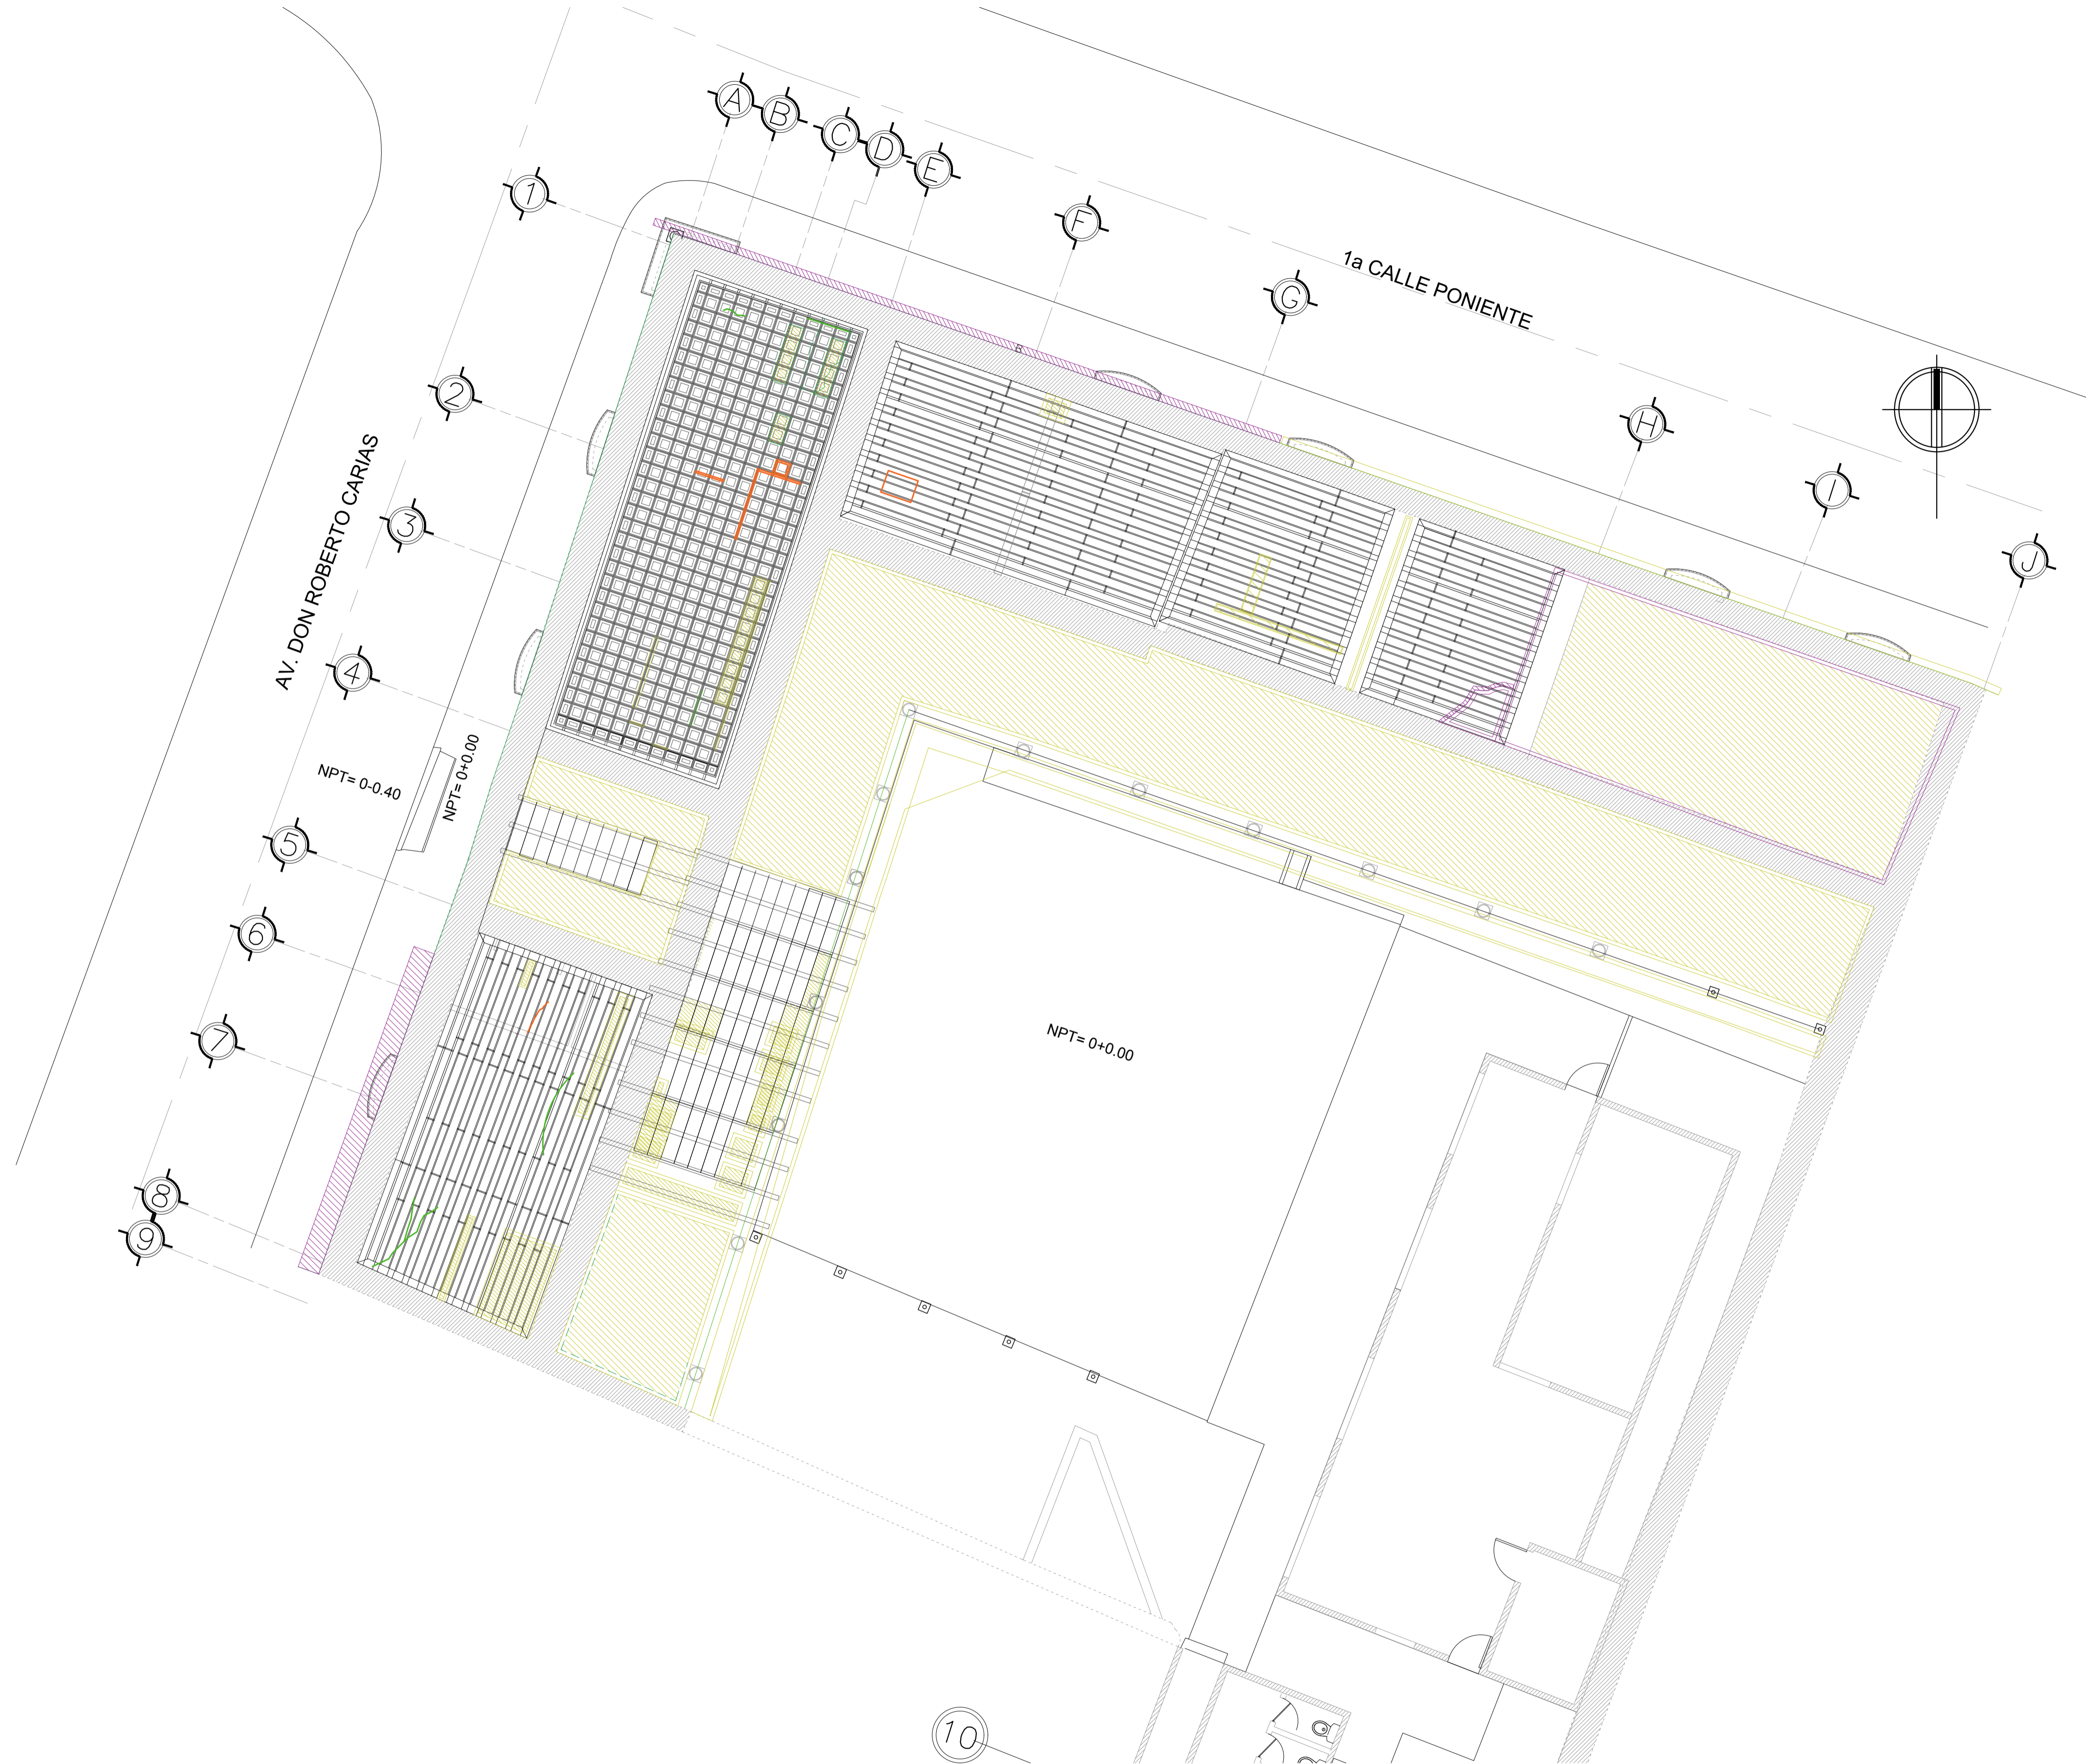 A
B
C
D
E
F
G
H
I
J
1
2
3
4
5
6
7
8
9
10
1a CALLE PONIENTE
AV. DON ROBERTO CARIAS
NPT= 0-0.40
NPT= 0+0.00
NPT= 0+0.00